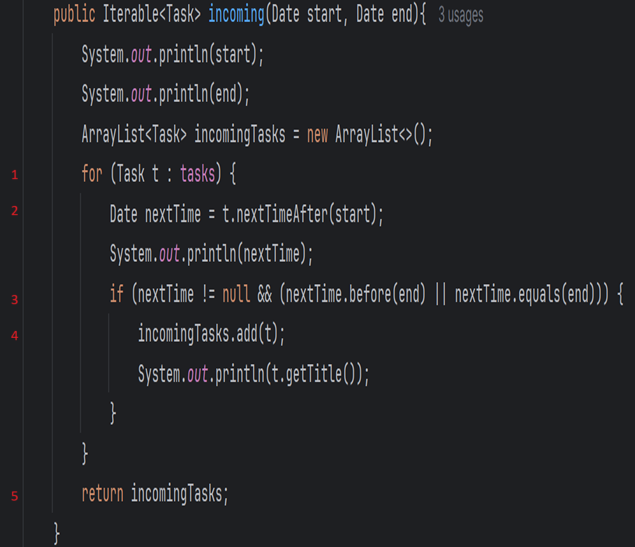 public Iterable<Task> incoming(Date start, Date end){ 3 usages
System.out.println(start);
System.out.println(end);
ArrayList<Task> incomingTasks = new ArrayList<>();
1 for (Task t : tasks) {
2 Date nextTime = t.nextTimeAfter(start);
System.out.println(nextTime);
3 if (nextTime != null && (nextTime.before(end) || nextTime.equals(end))) {
4 incomingTasks.add(t);
System.out.println(t.getTitle());
}
}
5 return incomingTasks;
}